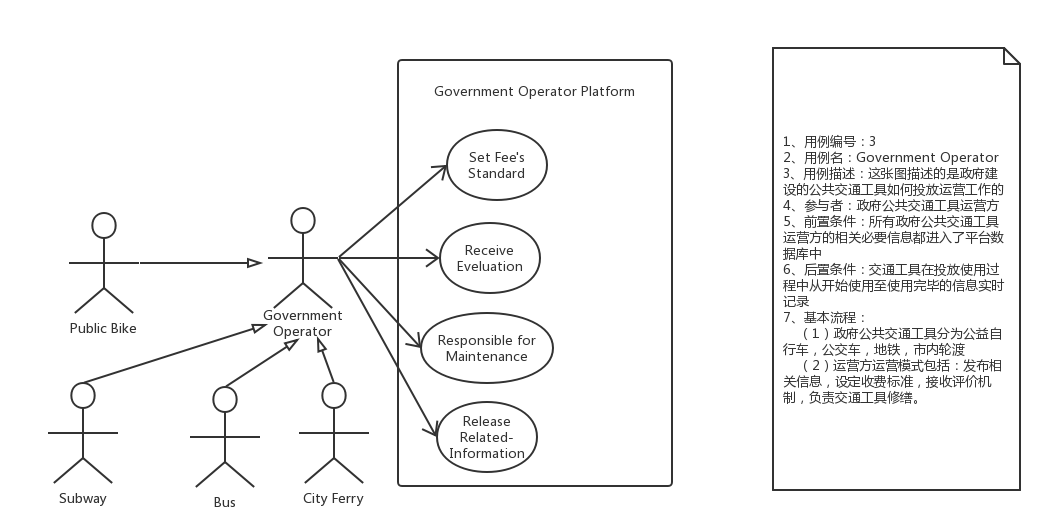 Government Operator Platform
Set Fee's
Standard
Receive
Eveluation
Responsible for
Maintenance
Release
Related-
Information
Public Bike
Government
Operator
Subway
Bus
City Ferry
1、用例编号：3
2、用例名：Government Operator
3、用例描述：这张图描述的是政府建
设的公共交通工具如何投放运营工作的
4、参与者：政府公共交通工具运营方
5、前置条件：所有政府公共交通工具
运营方的相关必要信息都进入了平台数
据库中
6、后置条件：交通工具在投放使用过
程中从开始使用至使用完毕的信息实时
记录
7、基本流程：
（1）政府公共交通工具分为公益自
行车，公交车，地铁，市内轮渡
（2）运营方运营模式包括：发布相
关信息，设定收费标准，接收评价机
制，负责交通工具修缮。